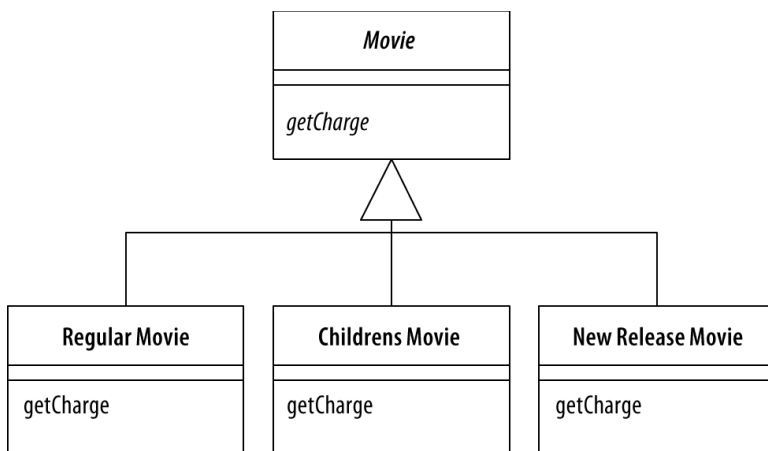 Movie
getCharge
Regular Movie
Childrens Movie
New Release Movie
getCharge
getCharge
getCharge